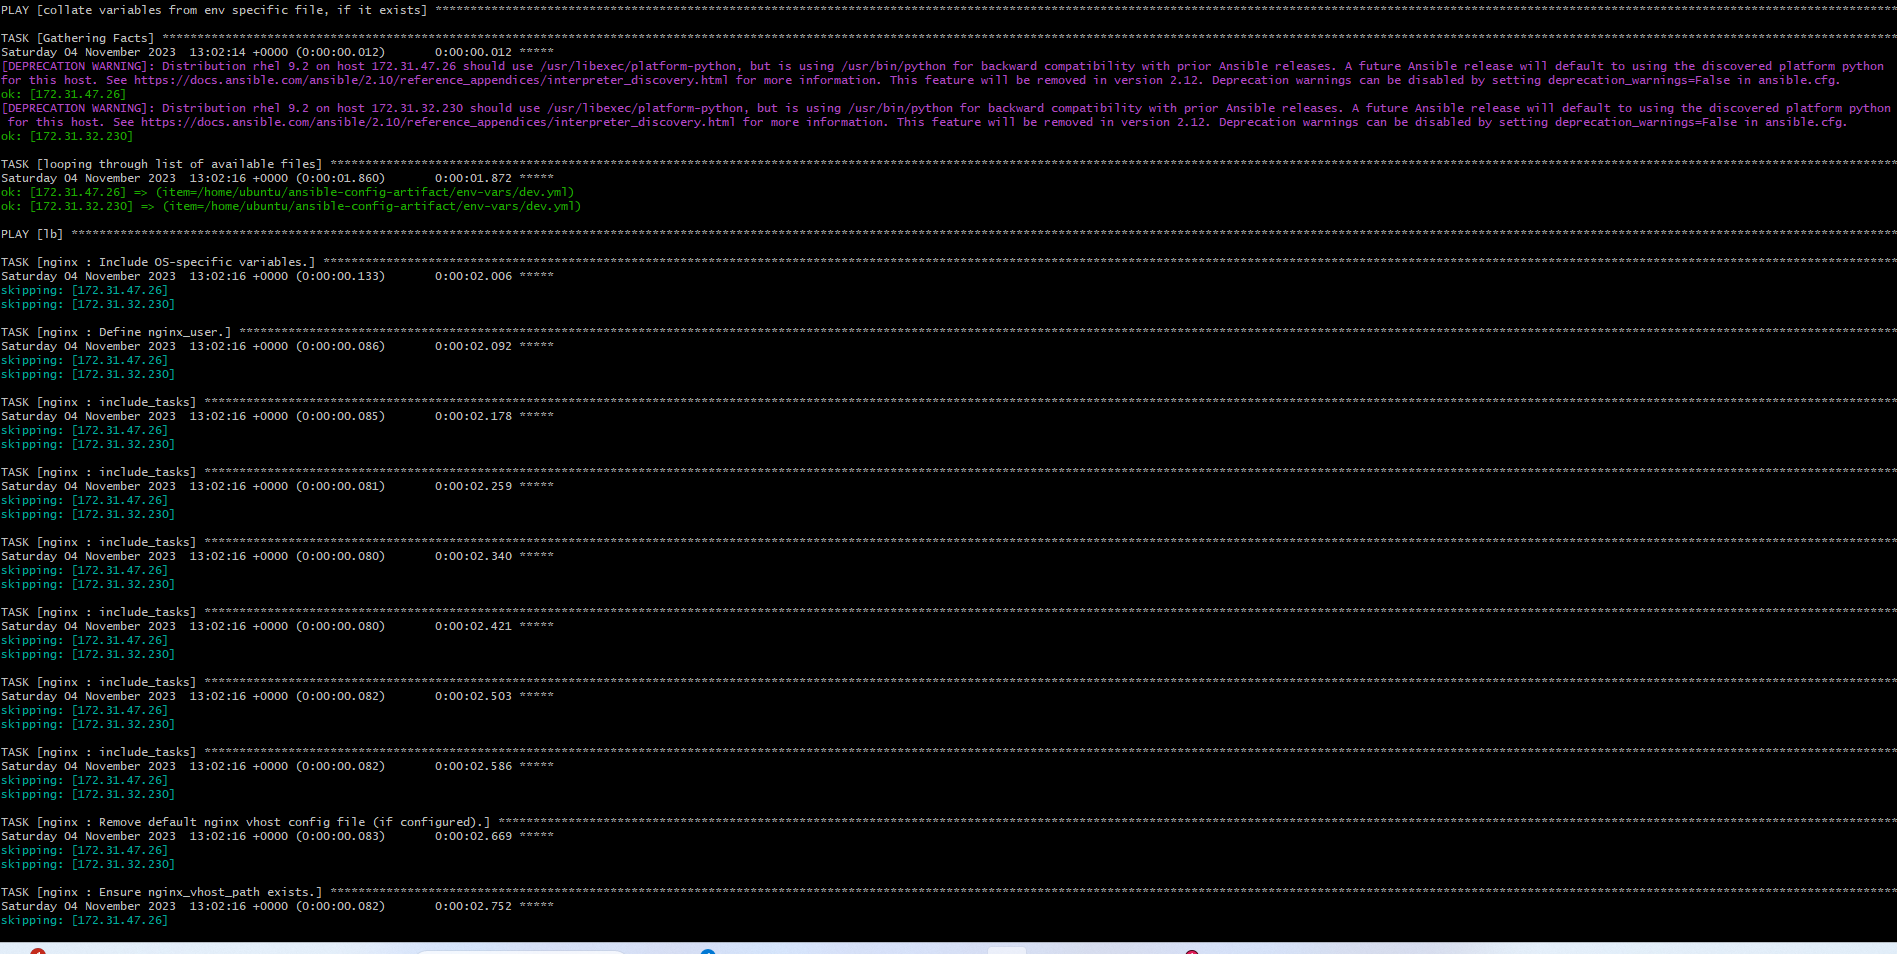 PLAY [collate variables from env specific file, if it exists] ****************************************************************************************************************************************************************************************************************
TASK [Gathering Facts] *******************************************************************************************************************************************************************************************************************************************************
Saturday 04 November 2023  13:02:14 +0000 (0:00:00.012)       0:00:00.012 *****
[DEPRECATION WARNING]: Distribution rhel 9.2 on host 172.31.47.26 should use /usr/libexec/platform-python, but is using /usr/bin/python for backward compatibility with prior Ansible releases. A future Ansible release will default to using the discovered platform python
for this host. See https://docs.ansible.com/ansible/2.10/reference_appendices/interpreter_discovery.html for more information. This feature will be removed in version 2.12. Deprecation warnings can be disabled by setting deprecation_warnings=False in ansible.cfg.
ok: [172.31.47.26]
[DEPRECATION WARNING]: Distribution rhel 9.2 on host 172.31.32.230 should use /usr/libexec/platform-python, but is using /usr/bin/python for backward compatibility with prior Ansible releases. A future Ansible release will default to using the discovered platform python
for this host. See https://docs.ansible.com/ansible/2.10/reference_appendices/interpreter_discovery.html for more information. This feature will be removed in version 2.12. Deprecation warnings can be disabled by setting deprecation_warnings=False in ansible.cfg.
ok: [172.31.32.230]
TASK [looping through list of available files] *******************************************************************************************************************************************************************************************************************************
Saturday 04 November 2023  13:02:16 +0000 (0:00:01.860)       0:00:01.872 *****
ok: [172.31.47.26] => (item=/home/ubuntu/ansible-config-artifact/env-vars/dev.yml)
ok: [172.31.32.230] => (item=/home/ubuntu/ansible-config-artifact/env-vars/dev.yml)
PLAY [lb] ********************************************************************************************************************************************************************************************************************************************************************
TASK [nginx : Include OS-specific variables.] ********************************************************************************************************************************************************************************************************************************
Saturday 04 November 2023  13:02:16 +0000 (0:00:00.133)       0:00:02.006 *****
skipping: [172.31.47.26]
skipping: [172.31.32.230]
TASK [nginx : Define nginx_user.] ********************************************************************************************************************************************************************************************************************************************
Saturday 04 November 2023  13:02:16 +0000 (0:00:00.086)       0:00:02.092 *****
skipping: [172.31.47.26]
skipping: [172.31.32.230]
TASK [nginx : include_tasks] *************************************************************************************************************************************************************************************************************************************************
Saturday 04 November 2023  13:02:16 +0000 (0:00:00.085)       0:00:02.178 *****
skipping: [172.31.47.26]
skipping: [172.31.32.230]
TASK [nginx : include_tasks] *************************************************************************************************************************************************************************************************************************************************
Saturday 04 November 2023  13:02:16 +0000 (0:00:00.081)       0:00:02.259 *****
skipping: [172.31.47.26]
skipping: [172.31.32.230]
TASK [nginx : include_tasks] *************************************************************************************************************************************************************************************************************************************************
Saturday 04 November 2023  13:02:16 +0000 (0:00:00.080)       0:00:02.340 *****
skipping: [172.31.47.26]
skipping: [172.31.32.230]
TASK [nginx : include_tasks] *************************************************************************************************************************************************************************************************************************************************
Saturday 04 November 2023  13:02:16 +0000 (0:00:00.080)       0:00:02.421 *****
skipping: [172.31.47.26]
skipping: [172.31.32.230]
TASK [nginx : include_tasks] *************************************************************************************************************************************************************************************************************************************************
Saturday 04 November 2023  13:02:16 +0000 (0:00:00.082)       0:00:02.503 *****
skipping: [172.31.47.26]
skipping: [172.31.32.230]
TASK [nginx : include_tasks] *************************************************************************************************************************************************************************************************************************************************
Saturday 04 November 2023  13:02:16 +0000 (0:00:00.082)       0:00:02.586 *****
skipping: [172.31.47.26]
skipping: [172.31.32.230]
TASK [nginx : Remove default nginx vhost config file (if configured).] *******************************************************************************************************************************************************************************************************
Saturday 04 November 2023  13:02:16 +0000 (0:00:00.083)       0:00:02.669 *****
skipping: [172.31.47.26]
skipping: [172.31.32.230]
TASK [nginx : Ensure nginx_vhost_path exists.] *******************************************************************************************************************************************************************************************************************************
Saturday 04 November 2023  13:02:16 +0000 (0:00:00.082)       0:00:02.752 *****
skipping: [172.31.47.26]